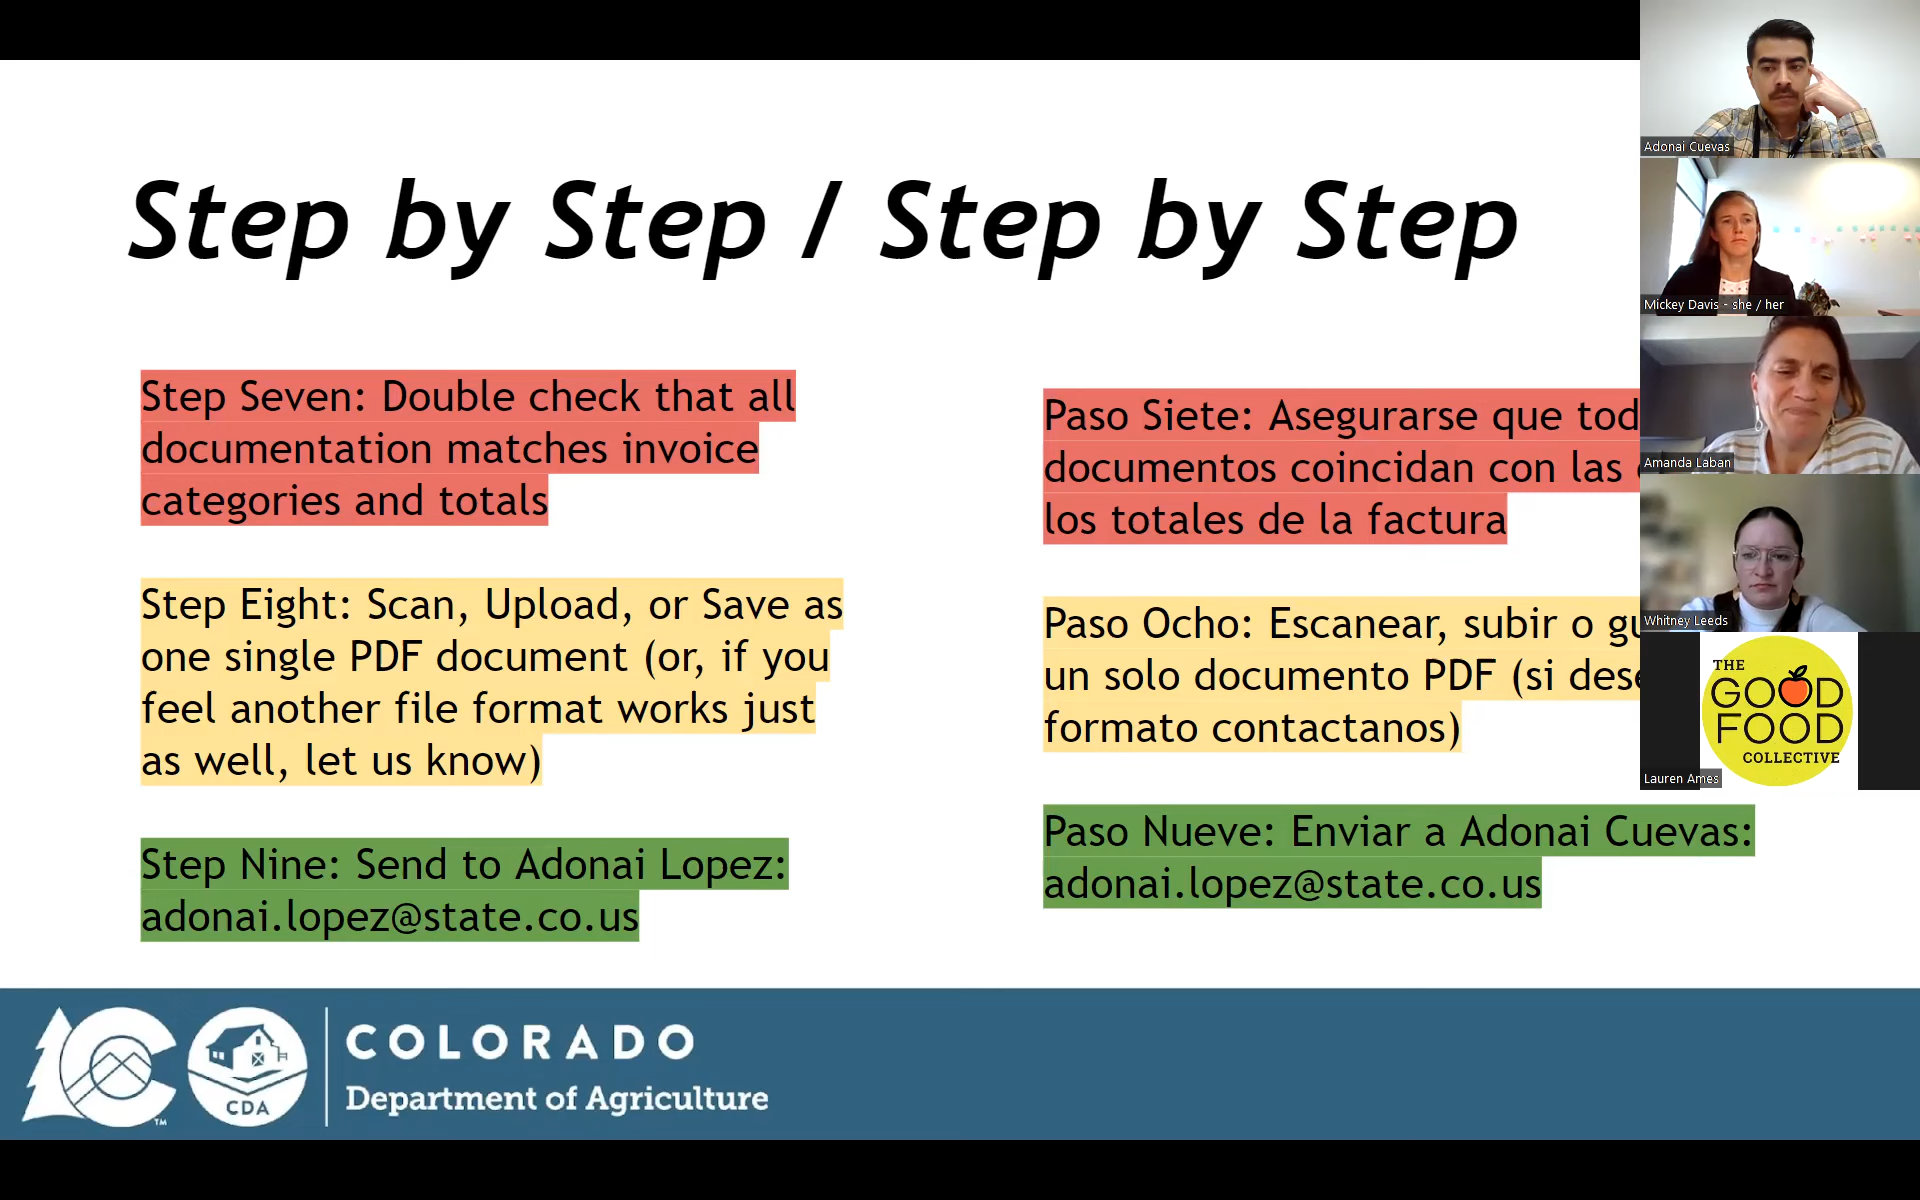 Step by Step / Step by Step
Step Seven: Double check that all
documentation matches invoice
categories and totals
Step Eight: Scan, Upload, or Save as
one single PDF document (or, if you
feel another file format works just
as well, let us know)
Step Nine: Send to Adonai Lopez:
adonai.lopez@state.co.us
Paso Siete: Asegurarse que
documentos coincidan con las
los totales de la factura
Paso Ocho: Escanear, subir o
un solo documento PDF (si
formato contactanos)
Paso Nueve: Enviar a Adonai Cuevas:
adonai.lopez@state.co.us
Adonai Cuevas
Mickey Davis - she / her
Amanda Laban
Whitney Leeds
THE
GOOD
FOOD
COLLECTIVE
Lauren Ames
CDA
TM
COLORADO
Department of Agriculture